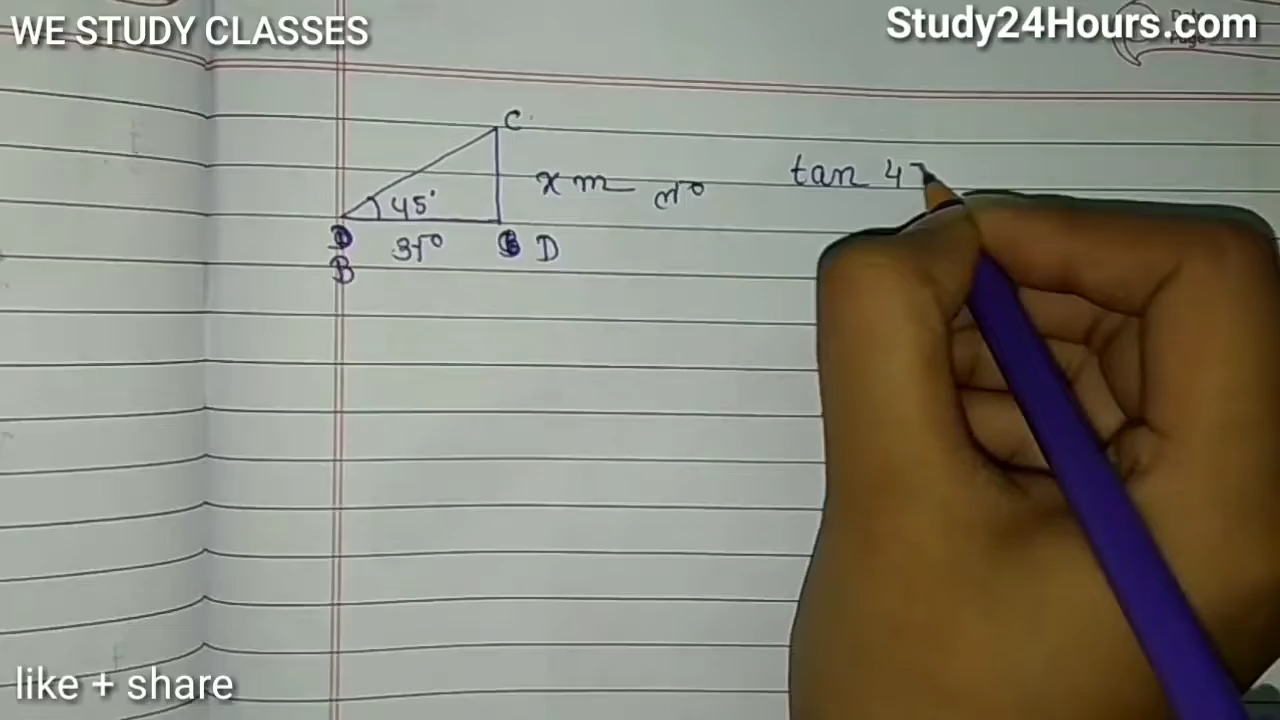 WE STUDY CLASSES
Study24Hours.com
C
x m
tan 4
45°
B
D
like + share